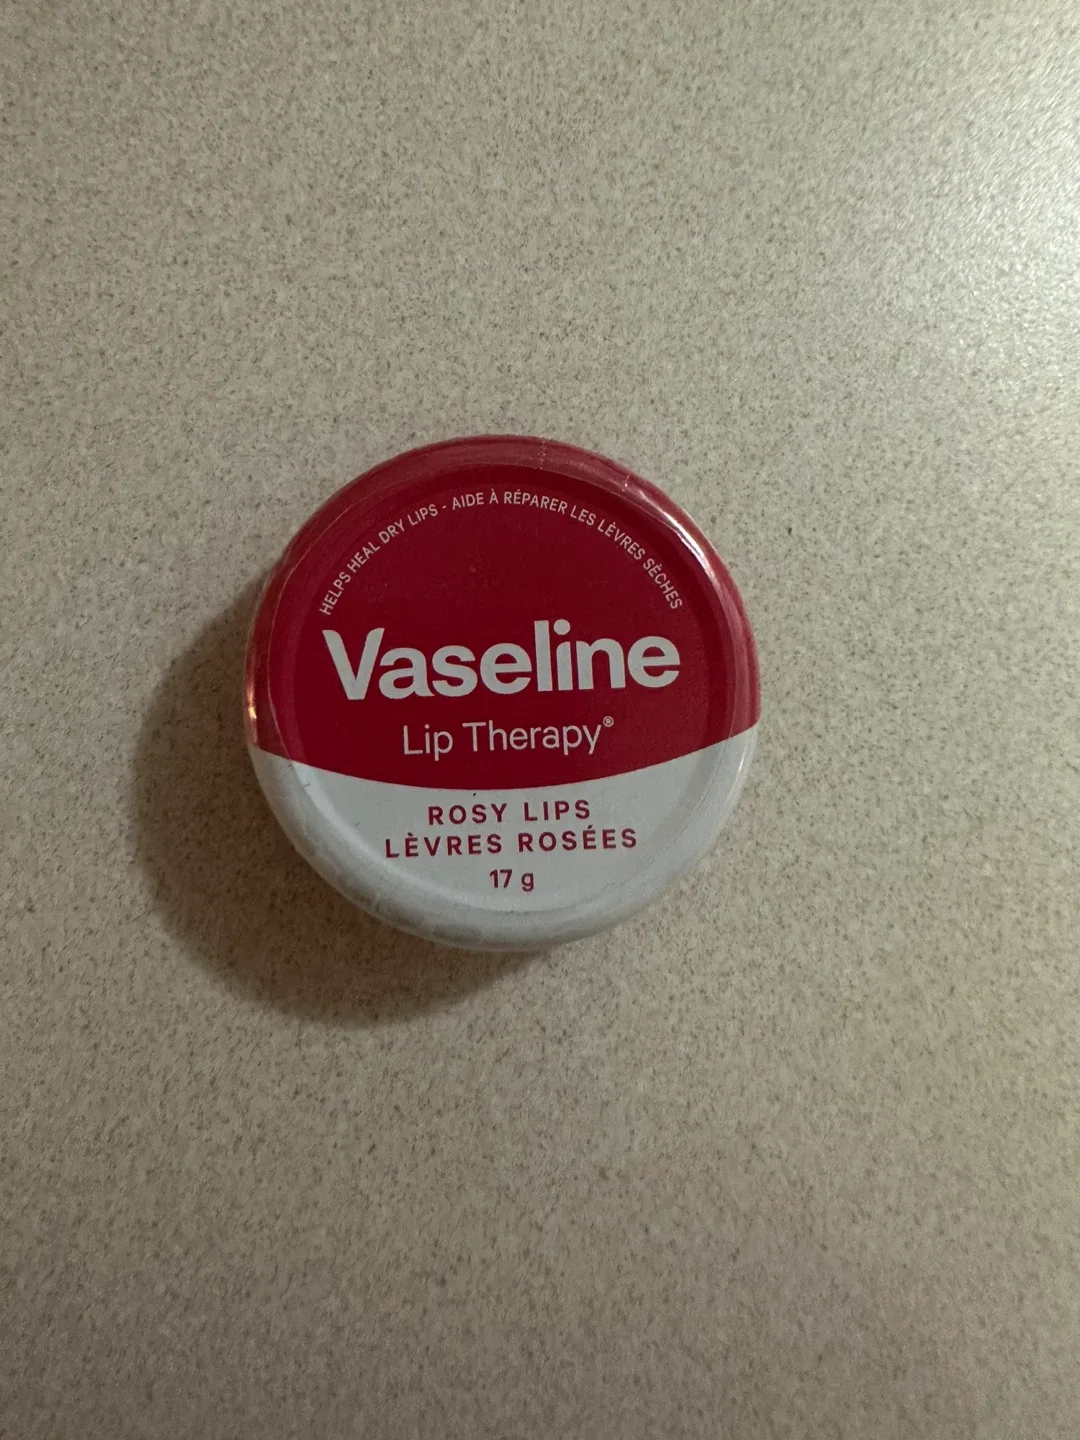 HELPS HEAL DRY LIPS - AIDE À RÉPARER LES LÈVRES SÈCHES
Vaseline
Lip Therapy®
ROSY LIPS
LÈVRES ROSÉES
17 g